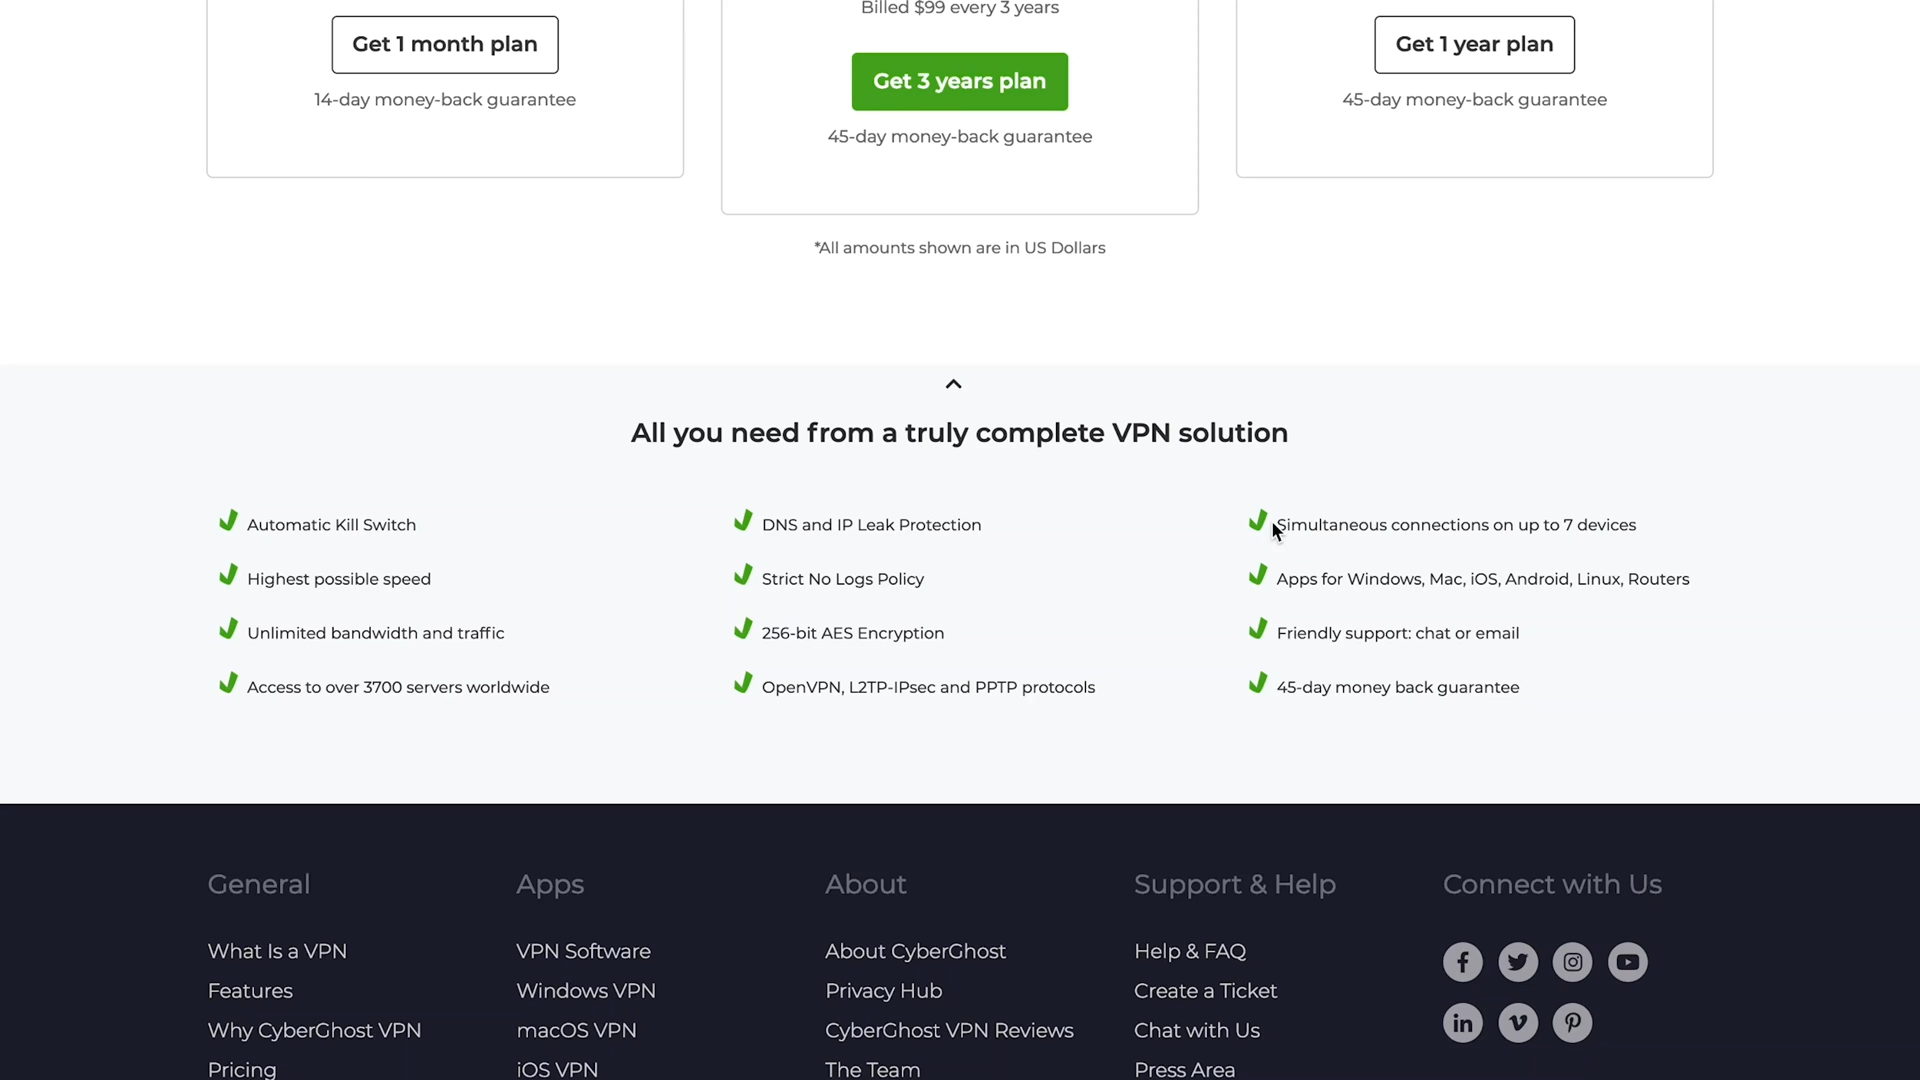 Billed $99 every 3 years
Get 1 month plan
Get 3 years plan
Get 1 year plan
14-day money-back guarantee
45-day money-back guarantee
45-day money-back guarantee
*All amounts shown are in US Dollars
All you need from a truly complete VPN solution
Automatic Kill Switch
Highest possible speed
Unlimited bandwidth and traffic
Access to over 3700 servers worldwide
DNS and IP Leak Protection
Strict No Logs Policy
256-bit AES Encryption
OpenVPN, L2TP-IPsec and PPTP protocols
Simultaneous connections on up to 7 devices
Apps for Windows, Mac, iOS, Android, Linux, Routers
Friendly support: chat or email
45-day money back guarantee
General
What Is a VPN
Features
Why CyberGhost VPN
Pricing
Apps
VPN Software
Windows VPN
macOS VPN
iOS VPN
About
About CyberGhost
Privacy Hub
CyberGhost VPN Reviews
The Team
Support & Help
Help & FAQ
Create a Ticket
Chat with Us
Press Area
Connect with Us